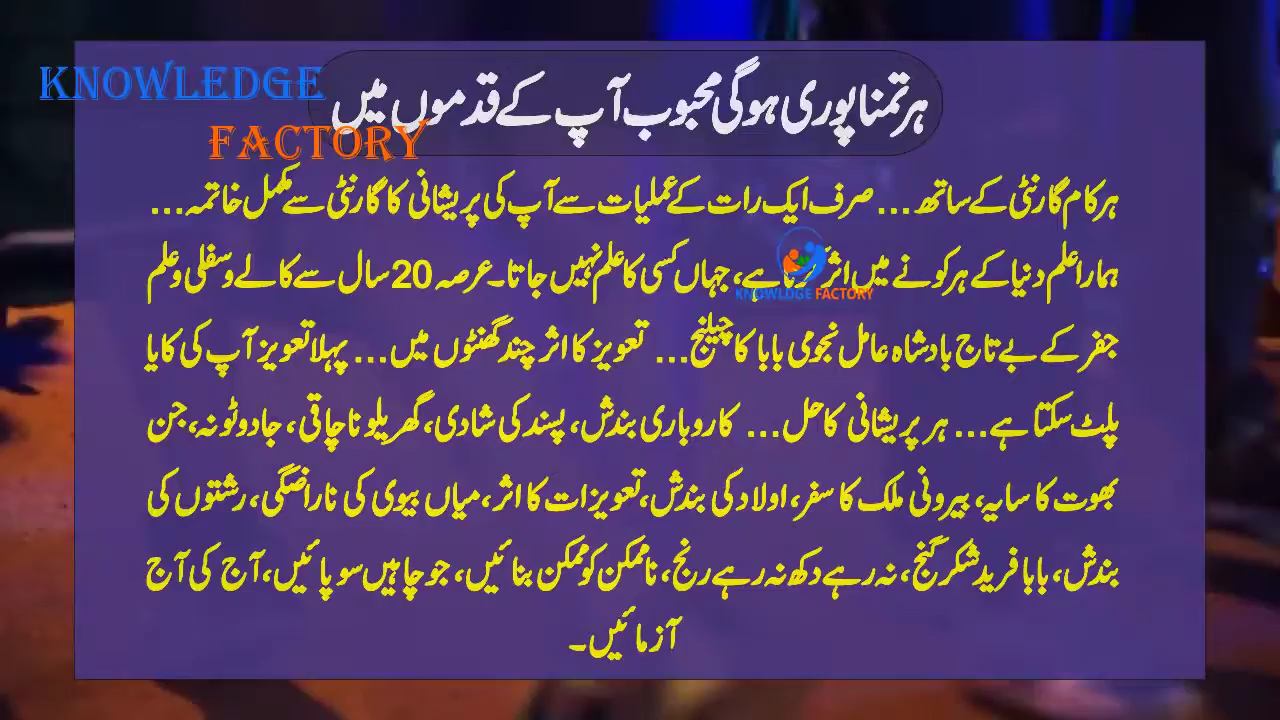 KNOWLEDGE
FACTORY
ہر تمنا پوری ہوگی محبوب آپ کے قدموں میں
ہر کام گارنٹی کے ساتھ... صرف ایک رات کے عملیات سے آپ کی پریشانی کا گارنٹی سے مکمل خاتمہ...
ہمارا علم دنیا کے ہر کونے میں اثر کرتا ہے، جہاں کسی کا علم نہیں جاتا۔ عرصہ 20 سال سے کالے و سفلی و علم
KNOWLDGE FACTORY
جفر کے بے تاج بادشاہ عامل نجومی بابا کا چیلنج... تعویز کا اثر چند گھنٹوں میں... پہلا تعویز آپ کی کایا
پلٹ سکتا ہے... ہر پریشانی کا حل... کاروباری بندش، پسند کی شادی، گھریلو ناچاقی، جادو ٹونہ، جن
بھوت کا سایہ، بیرونی ملک کا سفر، اولاد کی بندش، تعویزات کا اثر، میاں بیوی کی ناراضگی، رشتوں کی
بندش، بابا فرید شکر گنج، نہ رہے دکھ نہ رہے رنج، ناممکن کو ممکن بنائیں، جو چاہیں سو پائیں، آج کی آج
آزمائیں۔